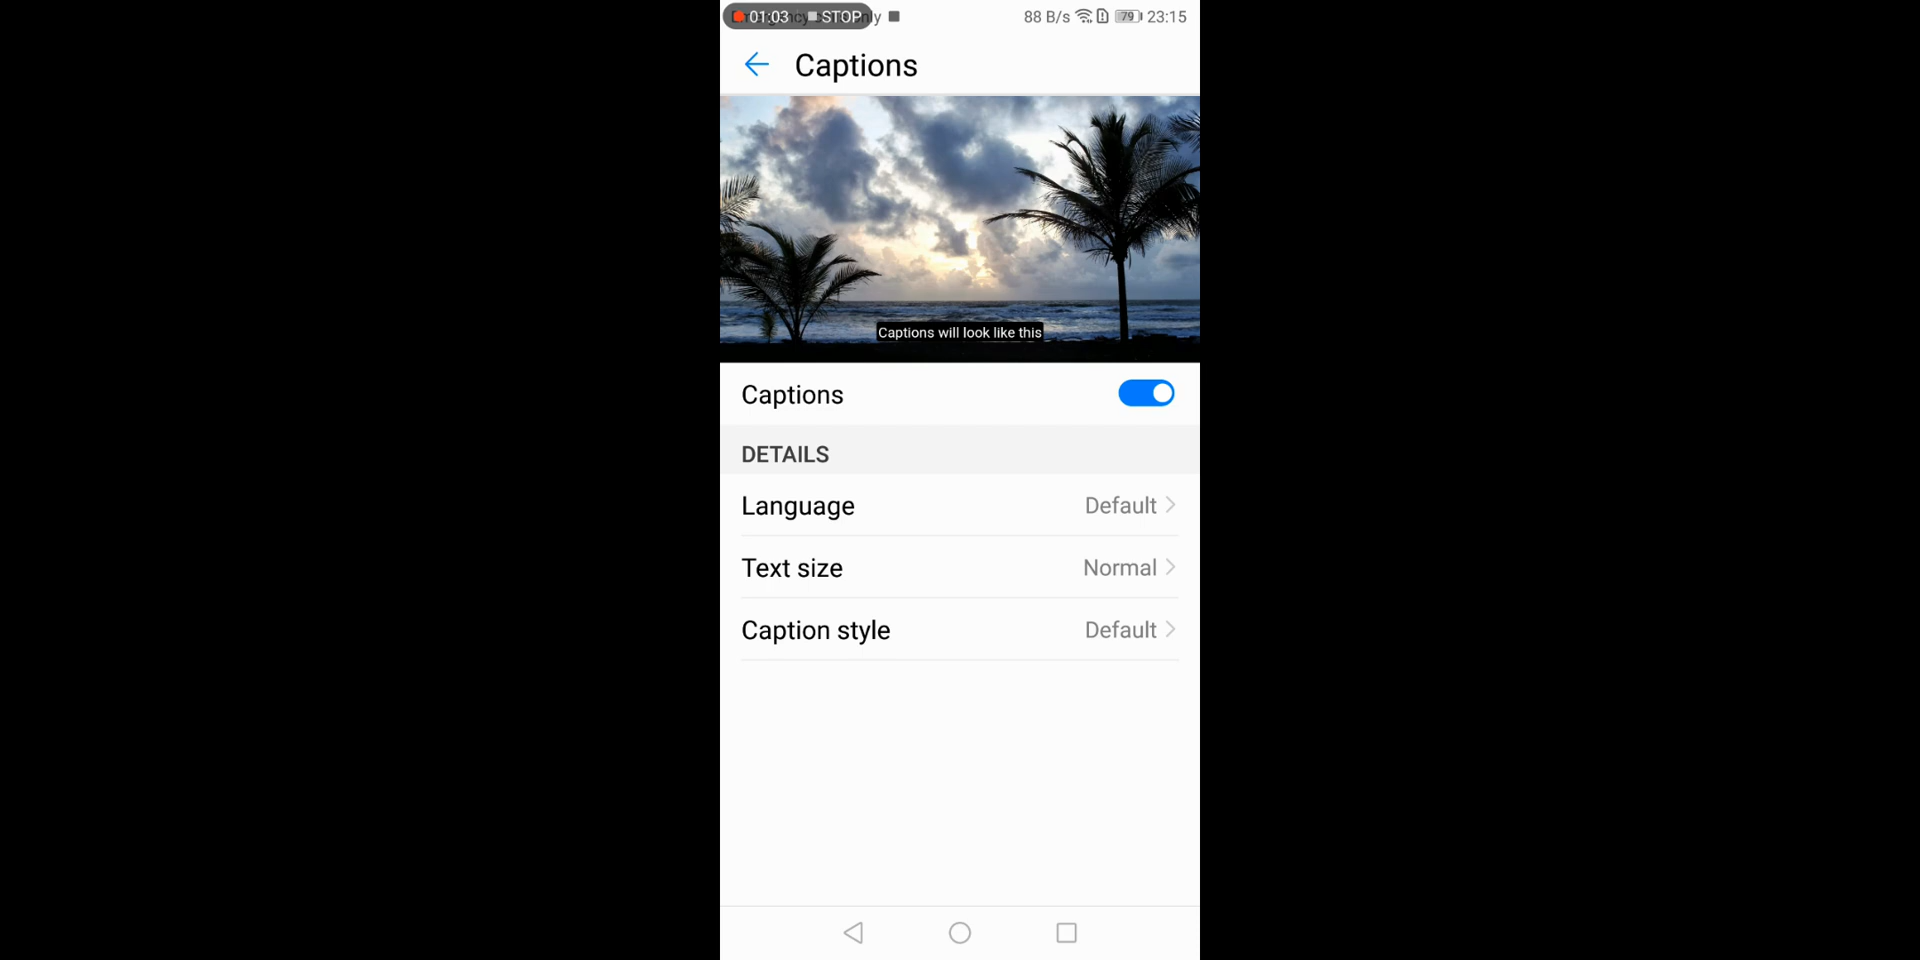 01:03 STOP 88 B/s 79 23:15
Captions
Captions will look like this
Captions
DETAILS
Language Default
Text size Normal
Caption style Default